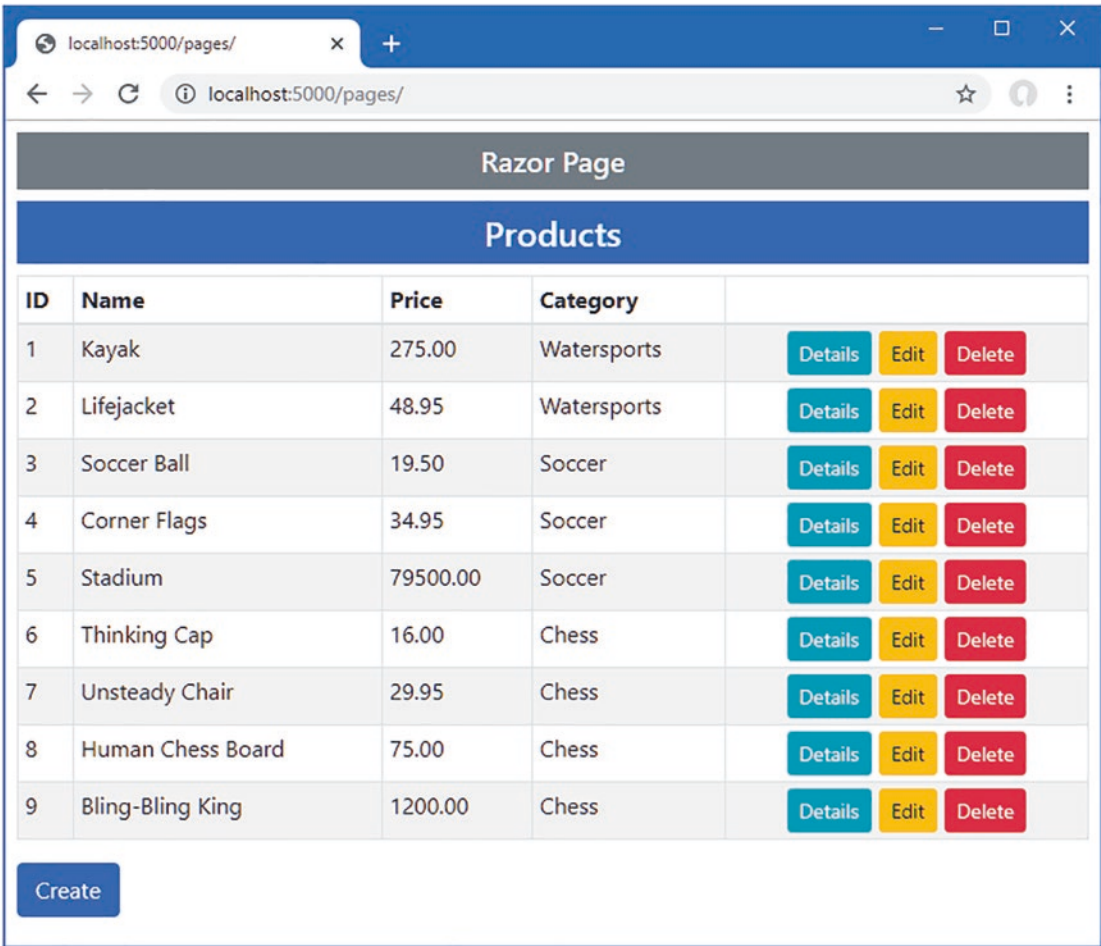 localhost:5000/pages/
localhost:5000/pages/
Razor Page
Products
ID Name Price Category
1 Kayak 275.00 Watersports Details Edit Delete
2 Lifejacket 48.95 Watersports Details Edit Delete
3 Soccer Ball 19.50 Soccer Details Edit Delete
4 Corner Flags 34.95 Soccer Details Edit Delete
5 Stadium 79500.00 Soccer Details Edit Delete
6 Thinking Cap 16.00 Chess Details Edit Delete
7 Unsteady Chair 29.95 Chess Details Edit Delete
8 Human Chess Board 75.00 Chess Details Edit Delete
9 Bling-Bling King 1200.00 Chess Details Edit Delete
Create